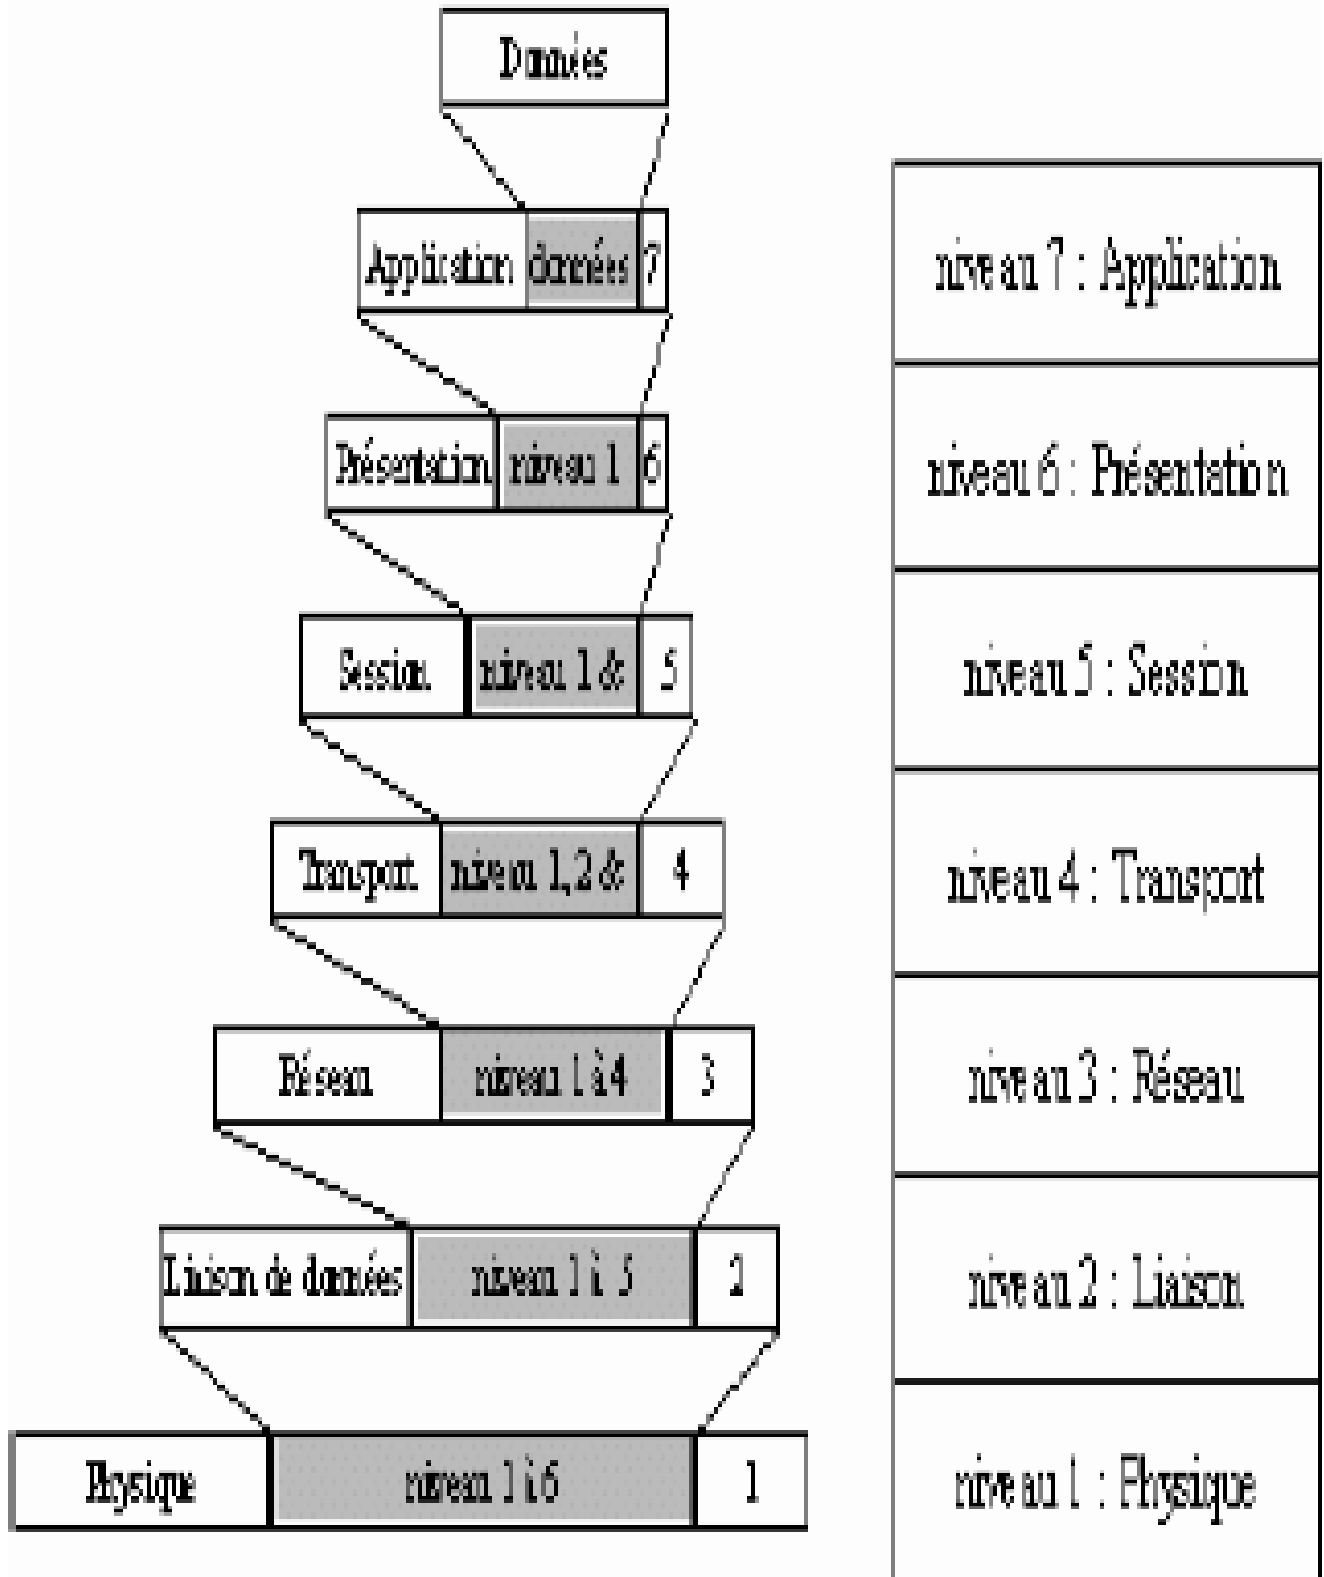 Données
Application données 7
Présentation niveau 1 6
Session niveau 1 & 5
Transport niveau 1,2 & 4
Réseau niveau 1 à 4 3
Liaison de données niveau 1 à 5 2
Physique niveau 1 à 6 1
niveau 7 : Application
niveau 6 : Présentation
niveau 5 : Session
niveau 4 : Transport
niveau 3 : Réseau
niveau 2 : Liaison
niveau 1 : Physique